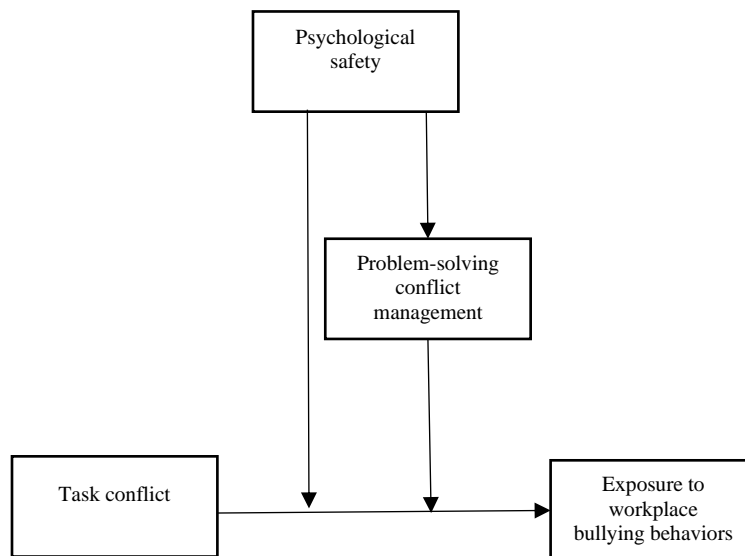 Psychological
safety
Problem-solving
conflict
management
Task conflict
Exposure to
workplace
bullying behaviors